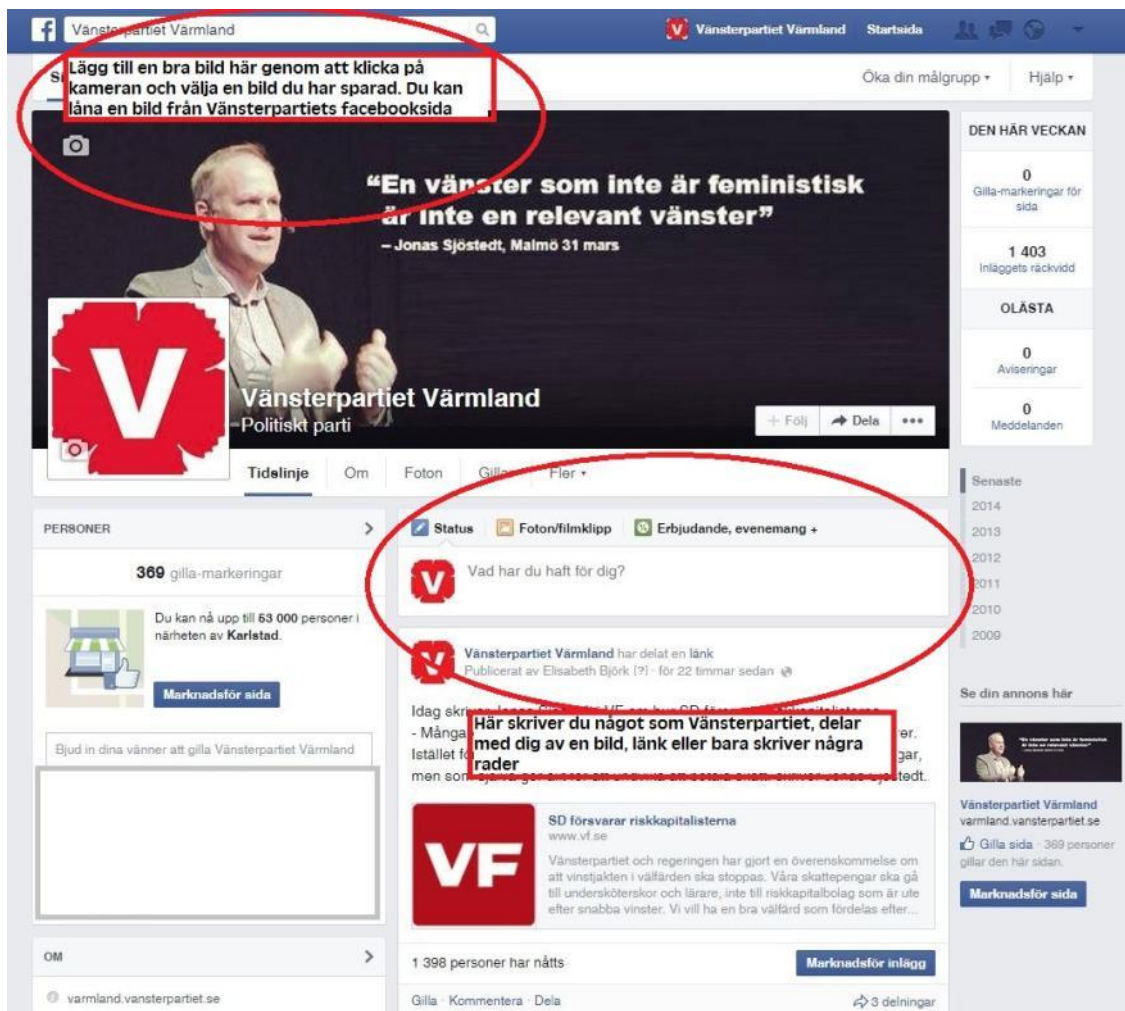 Vänsterpartiet Värmland
Vänsterpartiet Värmland Startsida
Lägg till en bra bild här genom att klicka på
kameran och välja en bild du har sparad. Du kan
låna en bild från Vänsterpartiets facebooksida
Öka din målgrupp
Hjälp
"En vänster som inte är feministisk
är inte en relevant vänster"
– Jonas Sjöstedt, Malmö 31 mars
V
Vänsterpartiet Värmland
Politiskt parti
+ Följ
Dela
Tidslinje Om Foton Gillar Fler
DEN HÄR VECKAN
0
Gilla-markeringar för
sida
1 403
Inläggets räckvidd
OLÄSTA
0
Aviseringar
0
Meddelanden
Senaste
2014
2013
2012
2011
2010
2009
PERSONER
369 gilla-markeringar
Du kan nå upp till 53 000 personer i
närheten av Karlstad.
Marknadsför sida
Bjud in dina vänner att gilla Vänsterpartiet Värmland
OM
varmland.vansterpartiet.se
Status Foton/filmklipp Erbjudande, evenemang +
V
Vad har du haft för dig?
V
Vänsterpartiet Värmland har delat en länk
Publicerat av Elisabeth Björk [?] · för 22 timmar sedan
Idag
Här skriver du något som Vänsterpartiet, delar
med dig av en bild, länk eller bara skriver några
rader
- Många
Istället
men som
skriver Jonas Sjöstedt.
VF
SD försvarar riskkapitalisterna
www.vf.se
Vänsterpartiet och regeringen har gjort en överenskommelse om
att vinstjakten i välfärden ska stoppas. Våra skattepengar ska gå
till undersköterskor och lärare, inte till riskkapitalbolag som är ute
efter snabba vinster. Vi vill ha en bra välfärd som fördelas efter...
1 398 personer har nåtts
Marknadsför inlägg
Gilla · Kommentera · Dela
3 delningar
Se din annons här
Vänsterpartiet Värmland
varmland.vansterpartiet.se
Gilla sida · 369 personer
gillar den här sidan.
Marknadsför sida